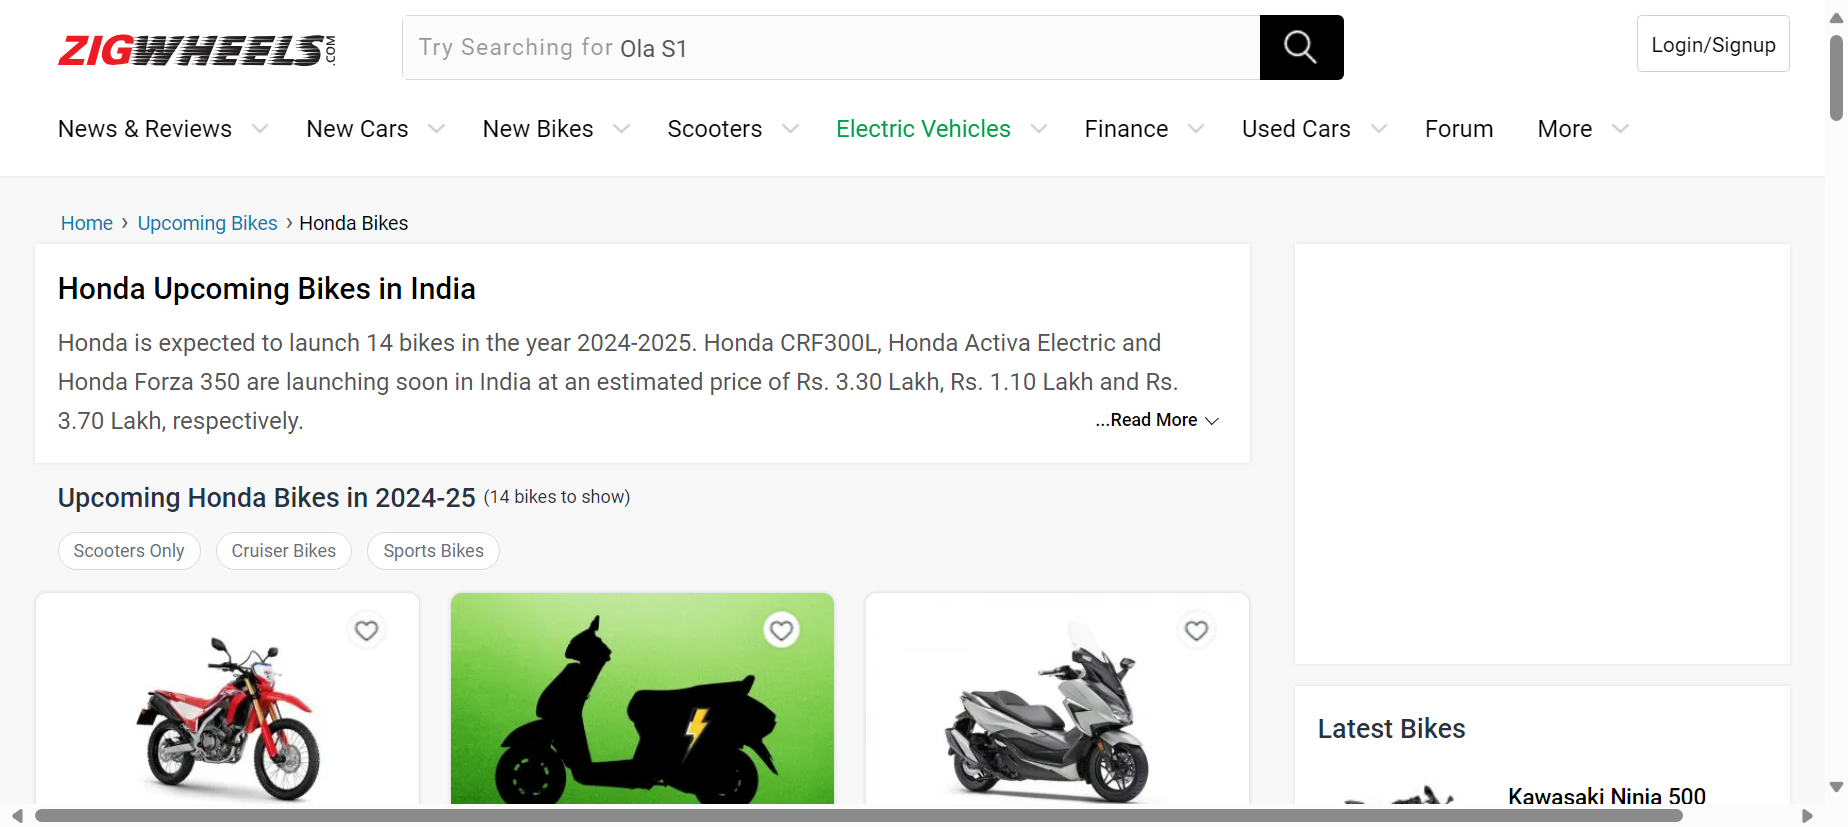 ZIGWHEELS.COM
Try Searching for Ola S1
Login/Signup
News & Reviews New Cars New Bikes Scooters Electric Vehicles Finance Used Cars Forum More
Home › Upcoming Bikes › Honda Bikes
Honda Upcoming Bikes in India
Honda is expected to launch 14 bikes in the year 2024-2025. Honda CRF300L, Honda Activa Electric and
Honda Forza 350 are launching soon in India at an estimated price of Rs. 3.30 Lakh, Rs. 1.10 Lakh and Rs.
3.70 Lakh, respectively.
...Read More
Upcoming Honda Bikes in 2024-25 (14 bikes to show)
Scooters Only Cruiser Bikes Sports Bikes
Latest Bikes
Kawasaki Ninja 500